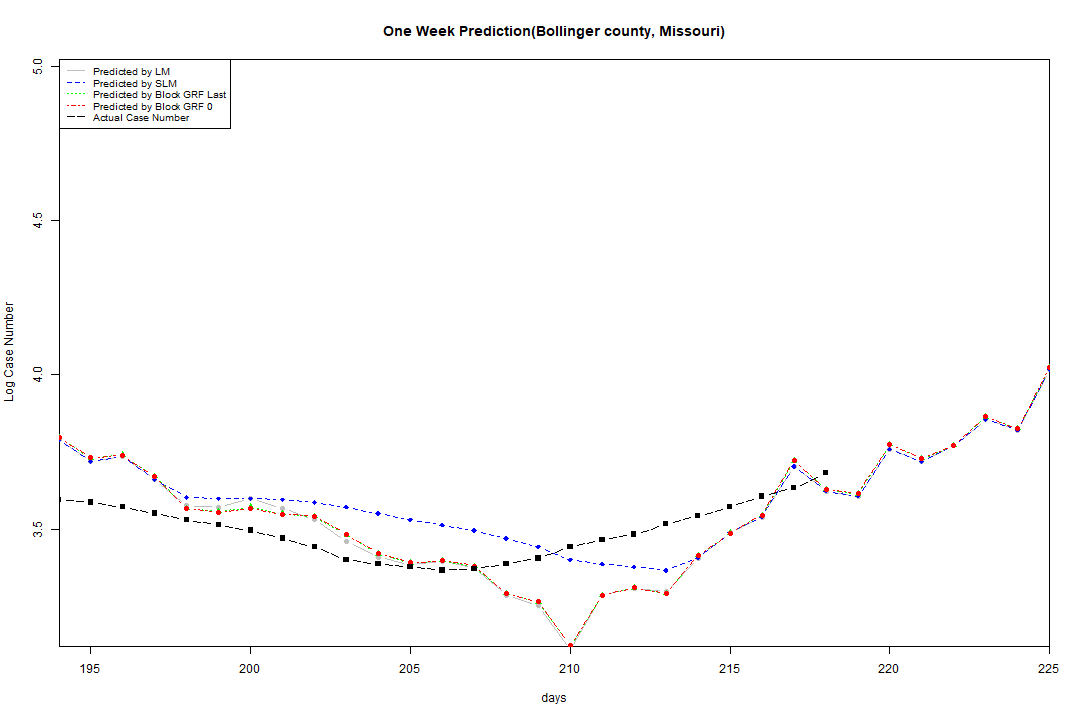 One Week Prediction(Bollinger county, Missouri)
5.0
Predicted by LM
Predicted by SLM
Predicted by Block GRF Last
Predicted by Block GRF 0
Actual Case Number
4.5
4.0
3.5
Log Case Number
195 200 205 210 215 220 225
days